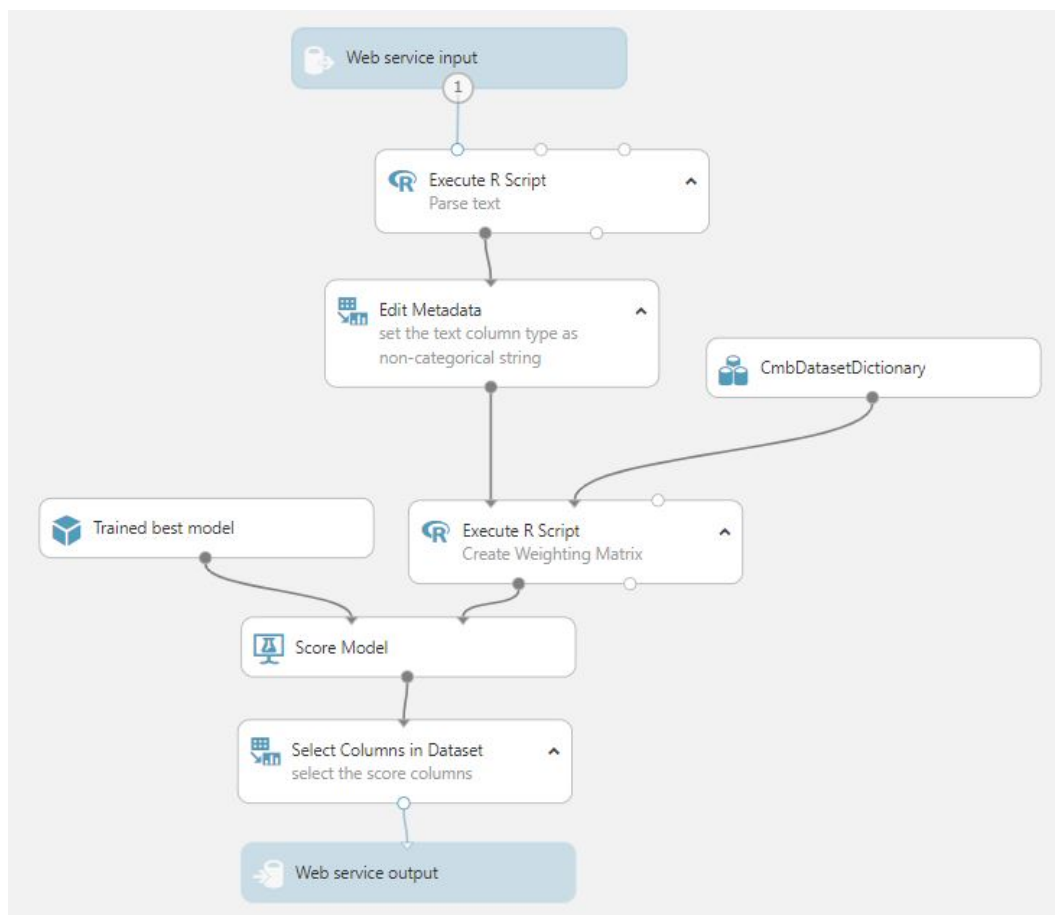 Web service input
1
Execute R Script
Parse text
Edit Metadata
set the text column type as
non-categorical string
CmbDatasetDictionary
Trained best model
Execute R Script
Create Weighting Matrix
Score Model
Select Columns in Dataset
select the score columns
Web service output